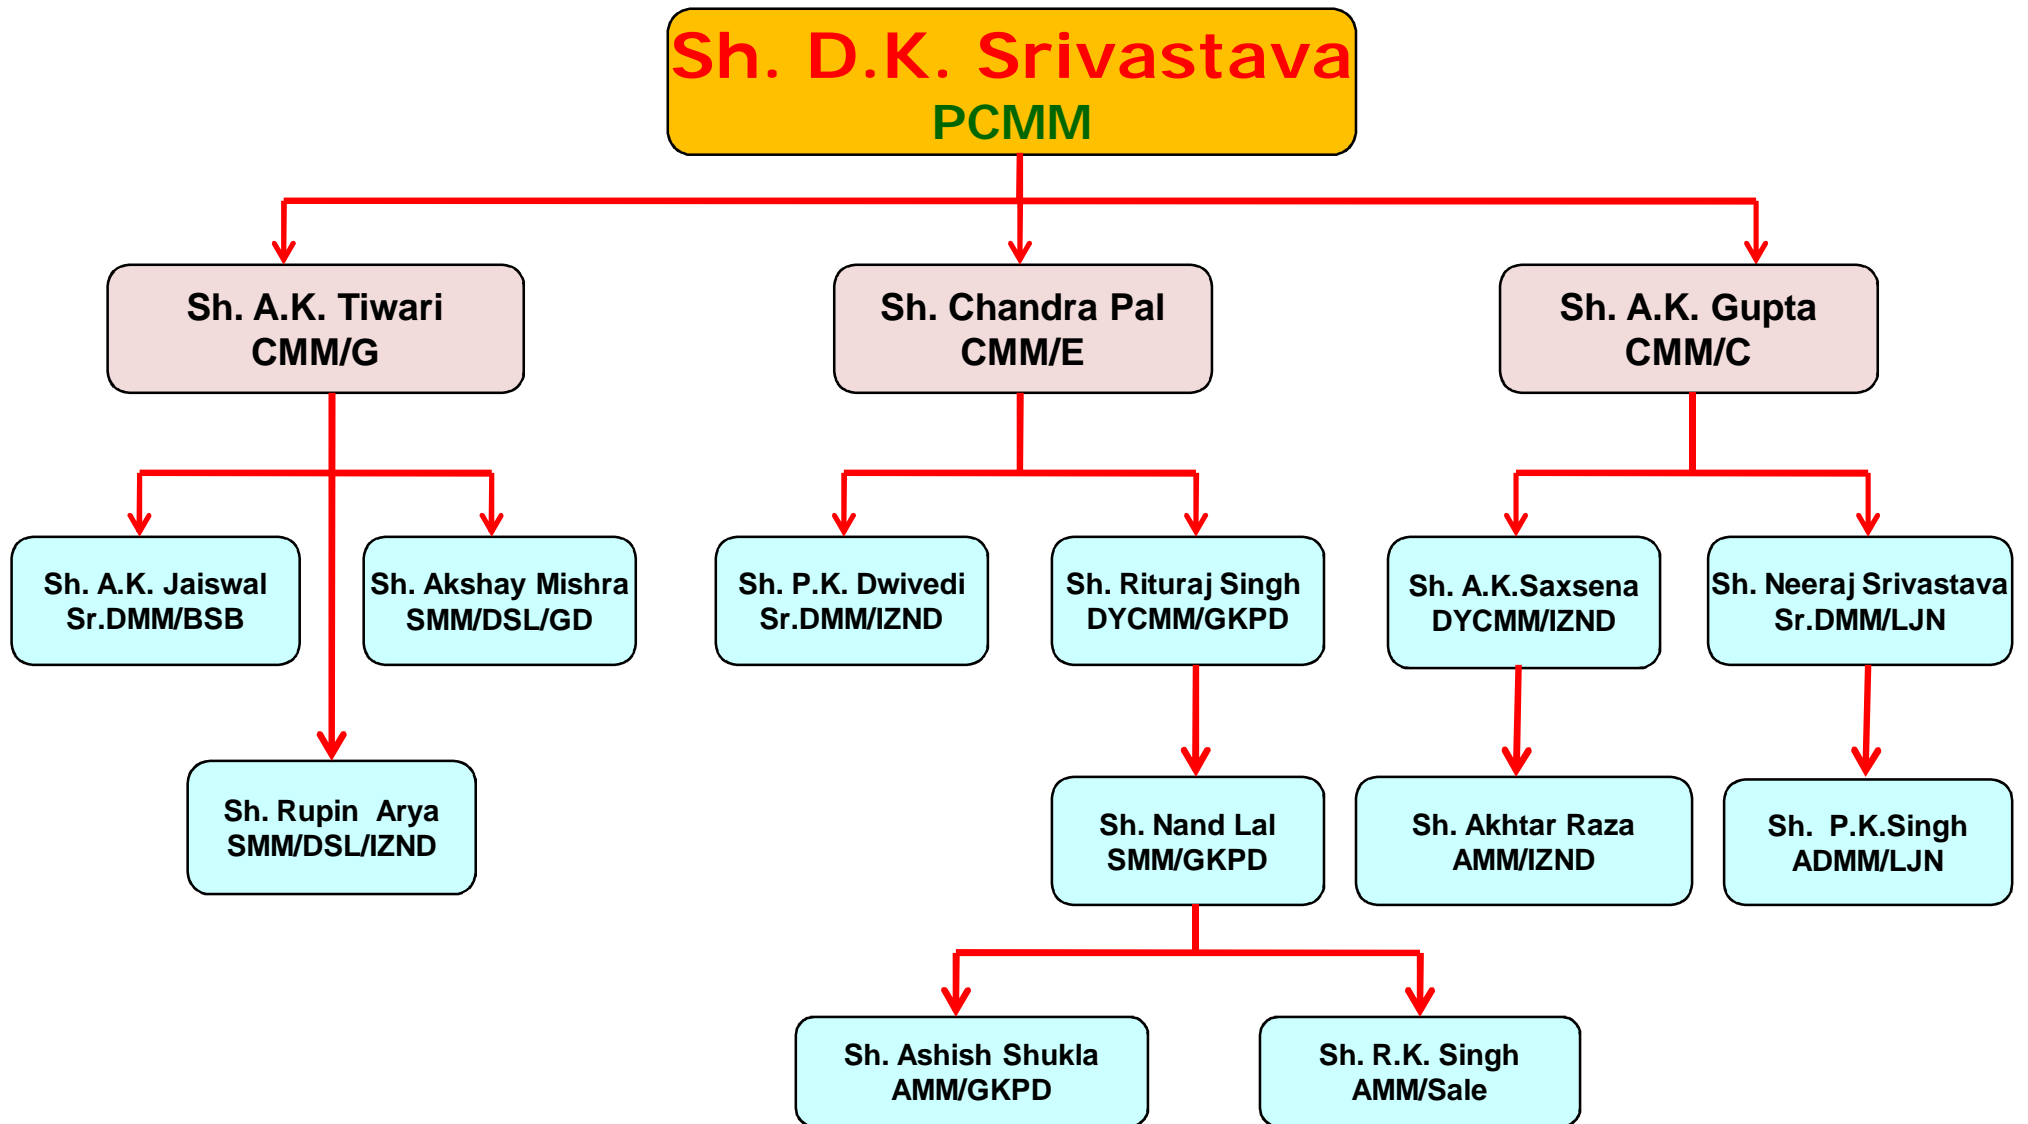 Sh. D.K. Srivastava
PCMM
Sh. A.K. Tiwari
CMM/G
Sh. Chandra Pal
CMM/E
Sh. A.K. Gupta
CMM/C
Sh. A.K. Jaiswal
Sr.DMM/BSB
Sh. Akshay Mishra
SMM/DSL/GD
Sh. P.K. Dwivedi
Sr.DMM/IZND
Sh. Rituraj Singh
DYCMM/GKPD
Sh. A.K.Saxsena
DYCMM/IZND
Sh. Neeraj Srivastava
Sr.DMM/LJN
Sh. Rupin Arya
SMM/DSL/IZND
Sh. Nand Lal
SMM/GKPD
Sh. Akhtar Raza
AMM/IZND
Sh. P.K.Singh
ADMM/LJN
Sh. Ashish Shukla
AMM/GKPD
Sh. R.K. Singh
AMM/Sale